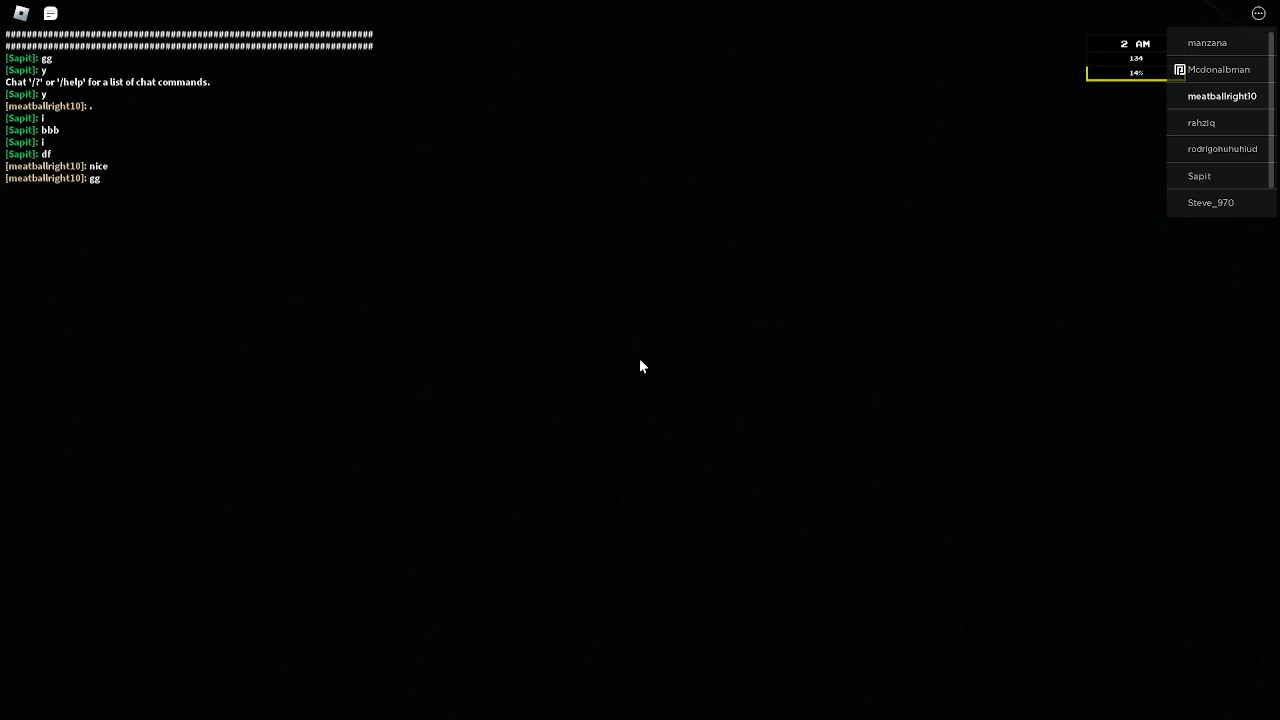 ################################################################################
################################################################################
[Sapit]: gg
[Sapit]: y
Chat '/?' or '/help' for a list of chat commands.
[Sapit]: y
[meatballright10]: .
[Sapit]: i
[Sapit]: bbb
[Sapit]: i
[Sapit]: df
[meatballright10]: nice
[meatballright10]: gg
2 AM
134
14%
manzana
Mcdonalbman
meatballright10
rahziq
rodrigohuhuhlud
Sapit
Steve_970